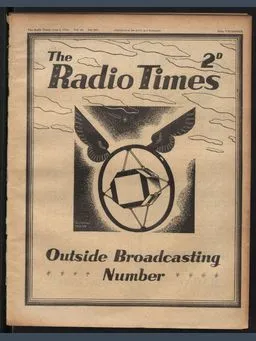 The
Radio Times
2D
Outside Broadcasting
Number